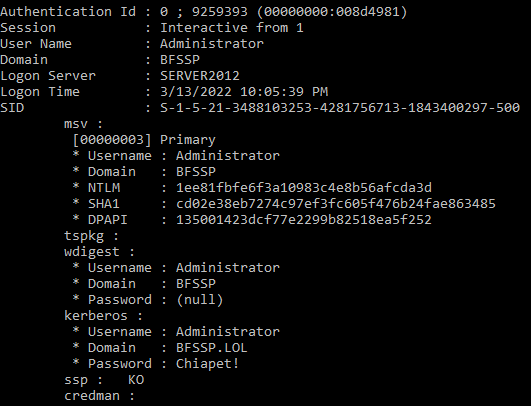 Authentication Id : 0 ; 9259393 (00000000:008d4981)
Session           : Interactive from 1
User Name         : Administrator
Domain            : BFSSP
Logon Server      : SERVER2012
Logon Time        : 3/13/2022 10:05:39 PM
SID               : S-1-5-21-3488103253-4281756713-1843400297-500
        msv :
         [00000003] Primary
         * Username : Administrator
         * Domain   : BFSSP
         * NTLM     : 1ee81fbfe6f3a10983c4e8b56afcda3d
         * SHA1     : cd02e38eb7274c97ef3fc605f476b24fae863485
         * DPAPI    : 135001423dcf77e2299b82518ea5f252
        tspkg :
        wdigest :
         * Username : Administrator
         * Domain   : BFSSP
         * Password : (null)
        kerberos :
         * Username : Administrator
         * Domain   : BFSSP.LOL
         * Password : Chiapet!
        ssp :   KO
        credman :